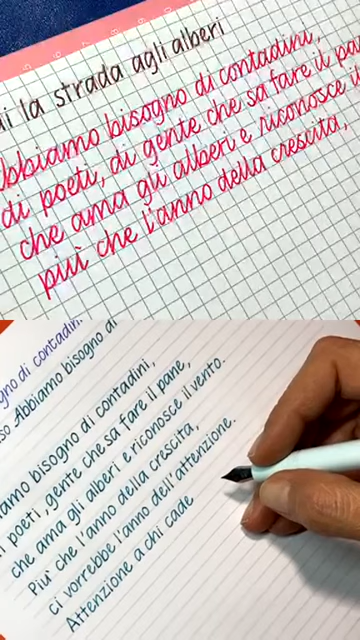 la strada agli alberi
bbiamo bisogno di contadini,
di poeti, di gente che sa fare il
che ama gli alberi e riconosce il
più che l'anno della crescita,
gno di contadini
Abbiamo bisogno di
amo bisogno di contadini,
i poeti, gente che sa fare il pane,
che ama gli alberi e riconosce il vento.
Piu' che l'anno della crescita,
ci vorrebbe l'anno dell'attenzione.
Attenzione a chi cade